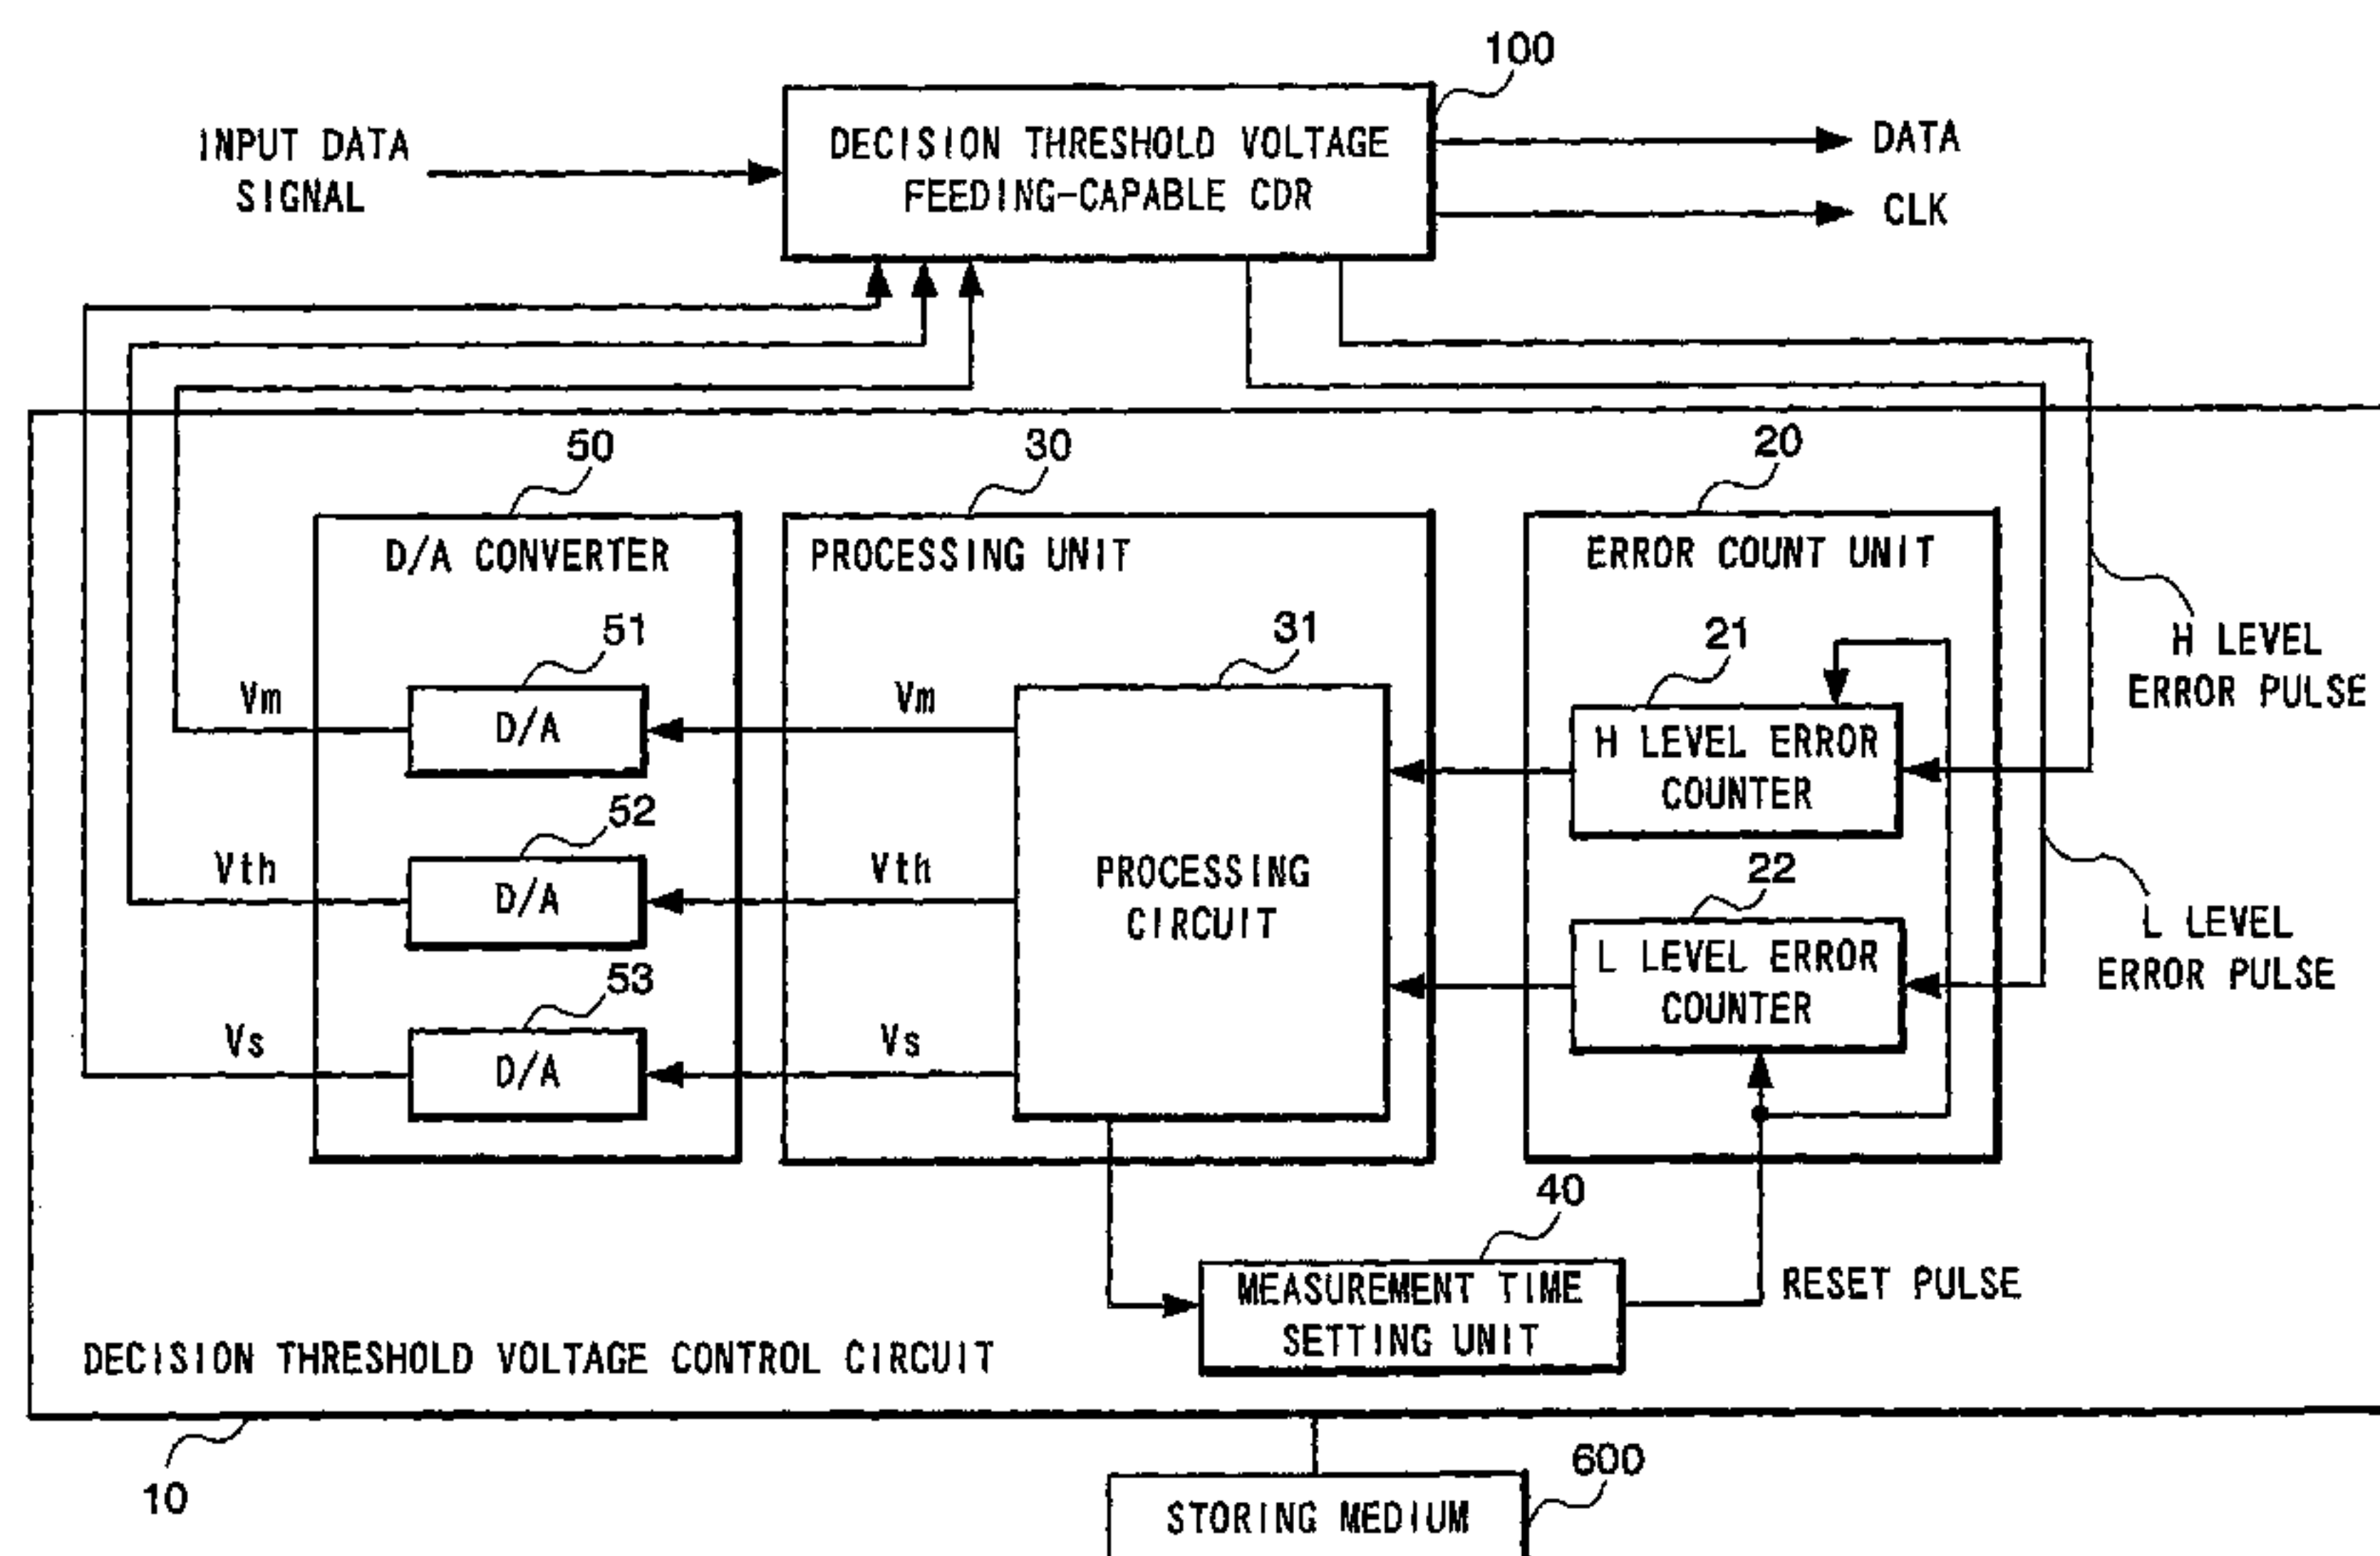 100
INPUT DATA
SIGNAL
DECISION THRESHOLD VOLTAGE
FEEDING-CAPABLE CDR
DATA
CLK
50
30
20
D/A CONVERTER
PROCESSING UNIT
ERROR COUNT UNIT
51
31
21
H LEVEL
ERROR PULSE
Vm
D/A
Vm
H LEVEL ERROR
COUNTER
52
22
Vth
D/A
Vth
PROCESSING
CIRCUIT
L LEVEL
ERROR PULSE
53
L LEVEL ERROR
COUNTER
Vs
D/A
Vs
40
MEASUREMENT TIME
SETTING UNIT
RESET PULSE
DECISION THRESHOLD VOLTAGE CONTROL CIRCUIT
10
600
STORING MEDIUM